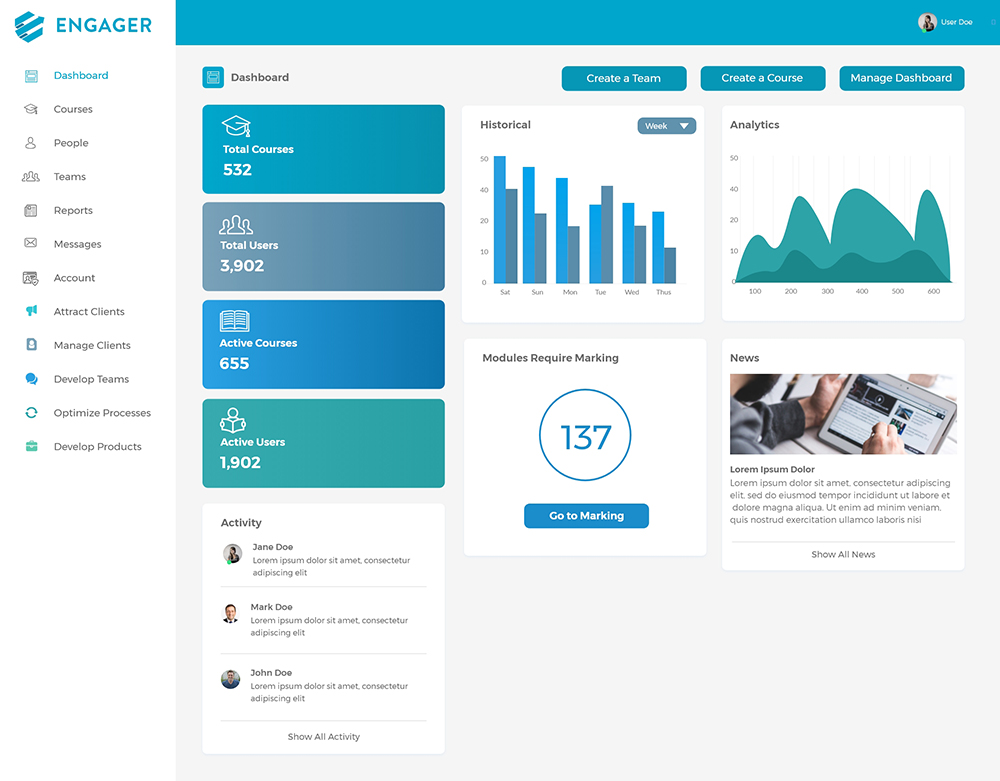 ENGAGER
User Doe
Dashboard
Courses
People
Teams
Reports
Messages
Account
Attract Clients
Manage Clients
Develop Teams
Optimize Processes
Develop Products
Dashboard
Create a Team
Create a Course
Manage Dashboard
Total Courses
532
Total Users
3,902
Active Courses
655
Active Users
1,902
Activity
Jane Doe
Lorem ipsum dolor sit amet, consectetur
adipiscing elit
Mark Doe
Lorem ipsum dolor sit amet, consectetur
adipiscing elit
John Doe
Lorem ipsum dolor sit amet, consectetur
adipiscing elit
Show All Activity
Historical
Week
50
40
20
10
0
Sat Sun Mon Tue Wed Thus
Modules Require Marking
137
Go to Marking
Analytics
50
40
20
10
0
100 200 300 400 500 600
News
Lorem Ipsum Dolor
Lorem ipsum dolor sit amet, consectetur adipiscing
elit, sed do eiusmod tempor incididunt ut labore et
dolore magna aliqua. Ut enim ad minim veniam,
quis nostrud exercitation ullamco laboris nisi
Show All News